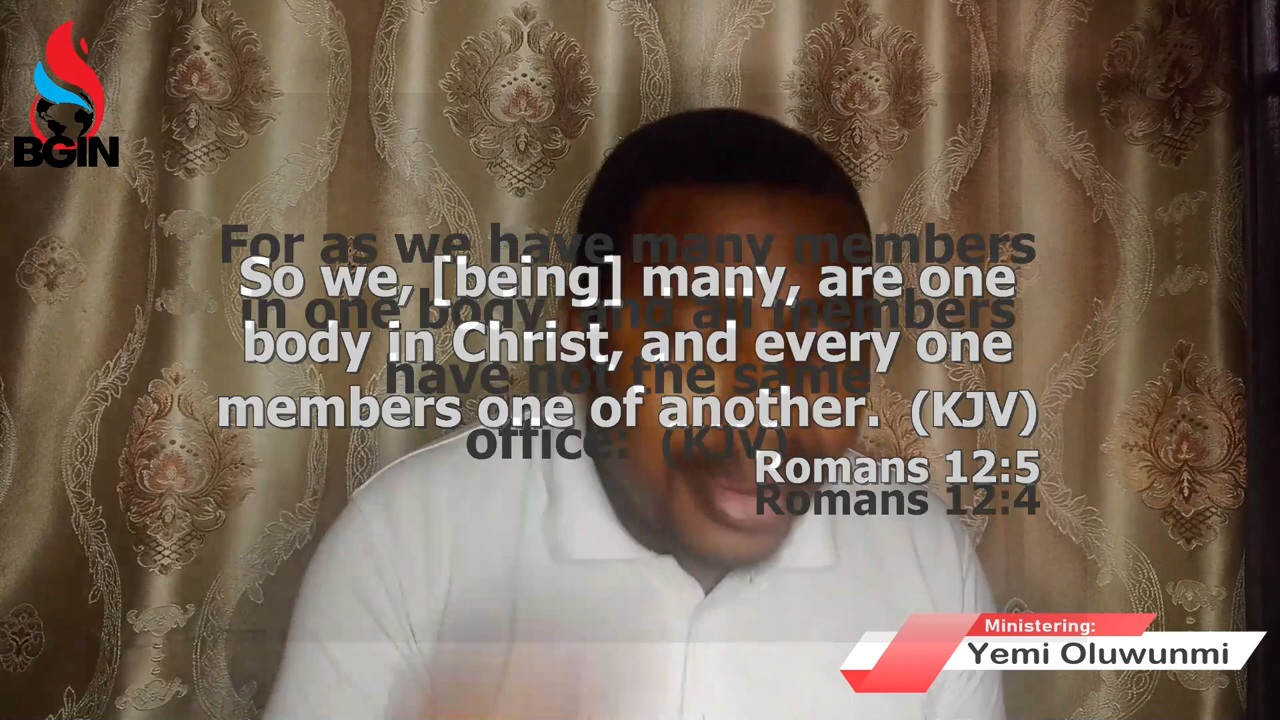 BGIN
For as we have many members
in one body, and all members
have not the same
office: (KJV)
Romans 12:4
So we, [being] many, are one
body in Christ, and every one
members one of another. (KJV)
Romans 12:5
Ministering:
Yemi Oluwunmi